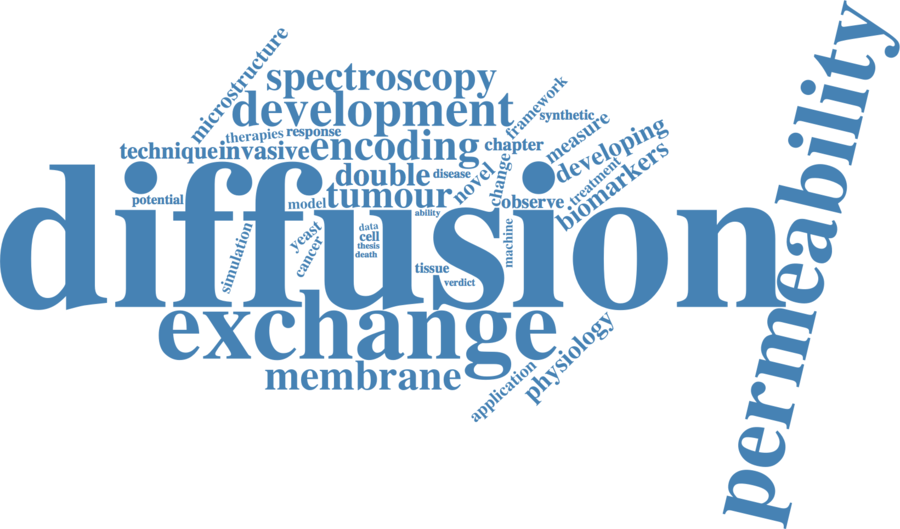 microstructure
spectroscopy
development
framework
synthetic
therapies
response
technique
invasive
encoding
chapter
measure
developing
double
disease
novel
change
treatment
biomarkers
potential
model
tumour
ability
observe
diffusion
permeability
simulation
yeast
cancer
data
cell
thesis
death
machine
tissue
verdict
exchange
membrane
physiology
application